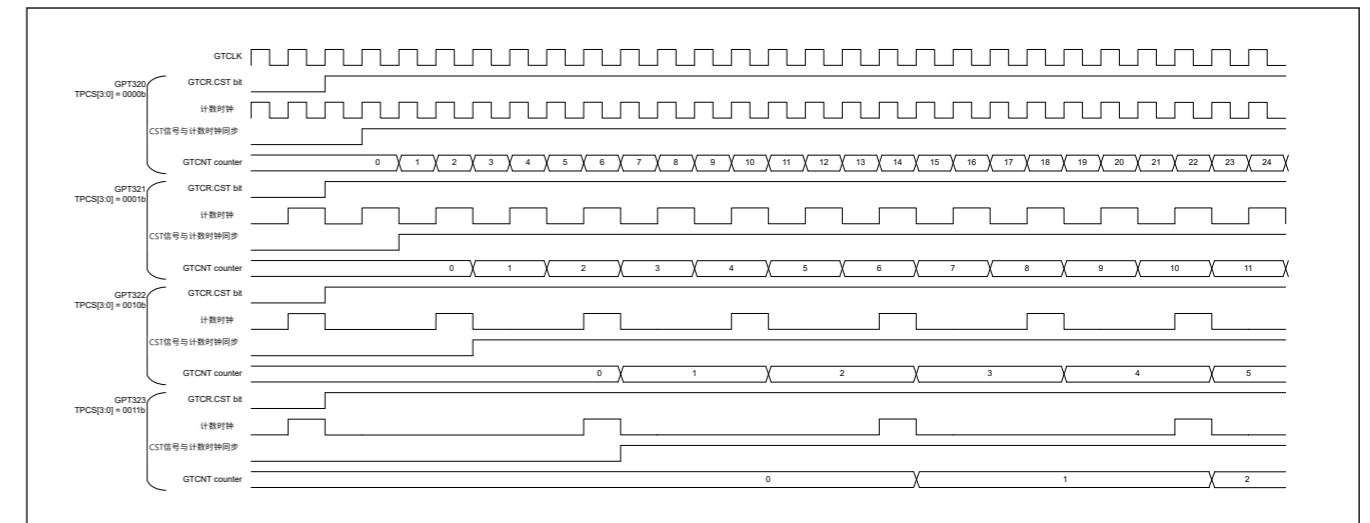 GTCLK
GPT320
TPCS[3:0] = 0000b
GTCR.CST bit
计数时钟
CST信号与计数时钟同步
GTCNT counter 0 1 2 3 4 5 6 7 8 9 10 11 12 13 14 15 16 17 18 19 20 21 22 23 24
GPT321
TPCS[3:0] = 0001b
GTCR.CST bit
计数时钟
CST信号与计数时钟同步
GTCNT counter 0 1 2 3 4 5 6 7 8 9 10 11
GPT322
TPCS[3:0] = 0010b
GTCR.CST bit
计数时钟
CST信号与计数时钟同步
GTCNT counter 0 1 2 3 4 5
GPT323
TPCS[3:0] = 0011b
GTCR.CST bit
计数时钟
CST信号与计数时钟同步
GTCNT counter 0 1 2